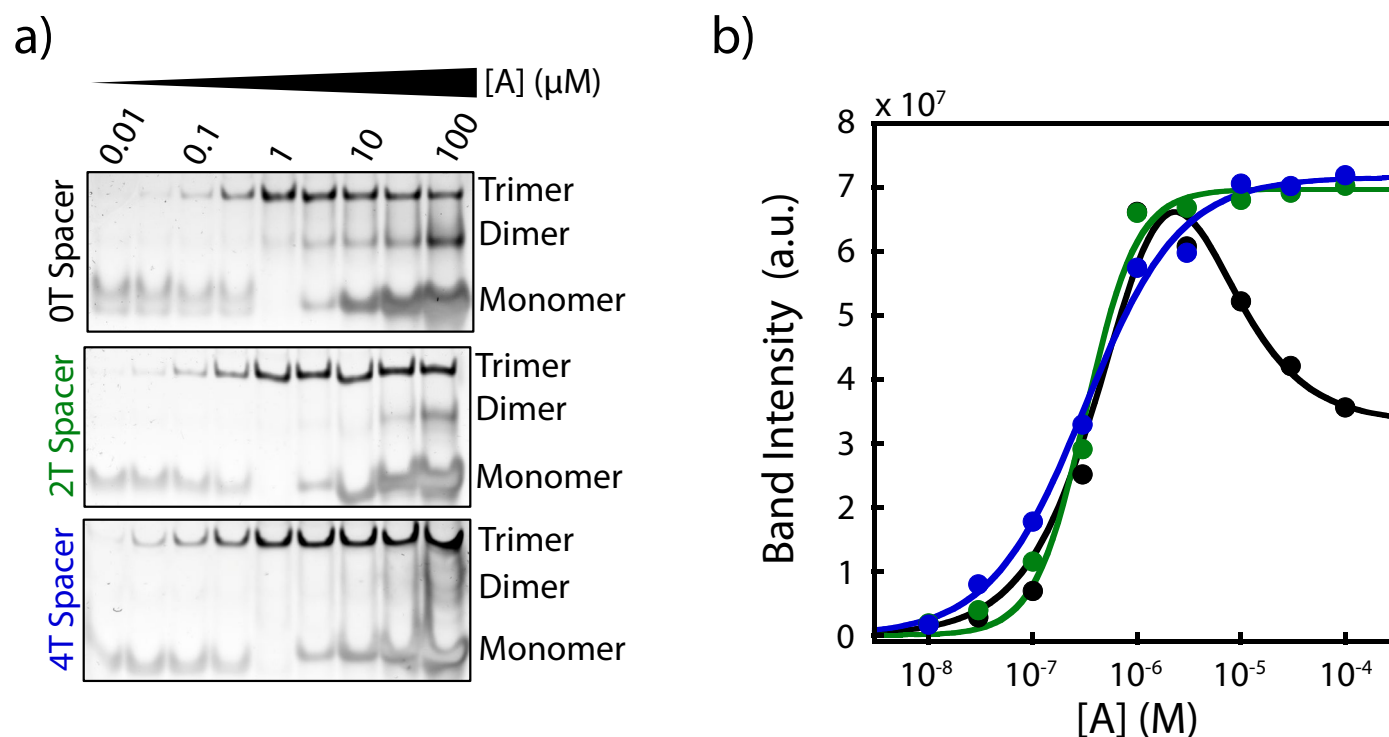 a)
[A] (μM)
0.01 0.1 1 10 100
0T Spacer
Trimer
Dimer
Monomer
2T Spacer
Trimer
Dimer
Monomer
4T Spacer
Trimer
Dimer
Monomer
b)
x 10⁷
8
7
6
5
4
3
2
1
0
Band Intensity (a.u.)
10⁻⁸ 10⁻⁷ 10⁻⁶ 10⁻⁵ 10⁻⁴
[A] (M)